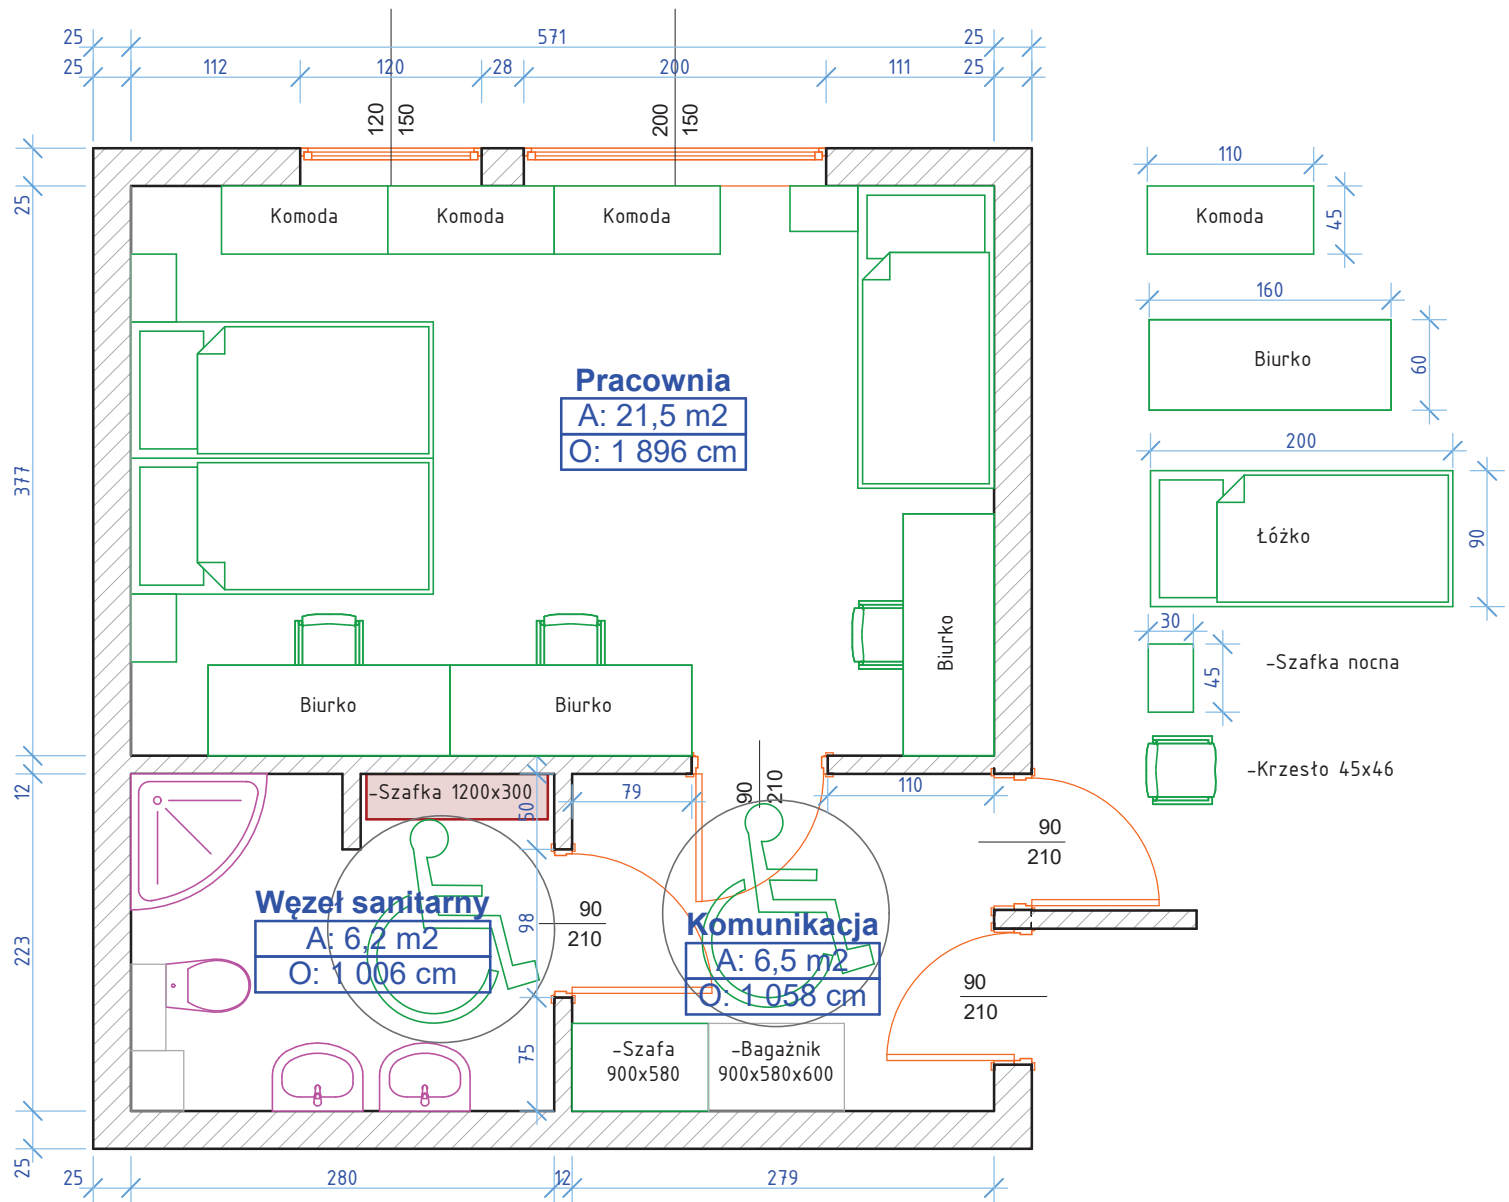 25 571 25
25 112 120 28 200 111 25
120 150 200 150
Komoda Komoda Komoda
25
377
12
223
25
Pracownia
A: 21,5 m2
O: 1 896 cm
Biurko Biurko Biurko
-Szafka 1200x300
50
98
75
79
90
210
110
90
210
90
210
90
210
Węzeł sanitarny
A: 6,2 m2
O: 1 006 cm
Komunikacja
A: 6,5 m2
O: 1 058 cm
-Szafa
900x580
-Bagażnik
900x580x600
25 280 12 279
110
Komoda
45
160
Biurko
60
200
Łóżko
90
30
45
-Szafka nocna
-Krzesło 45x46